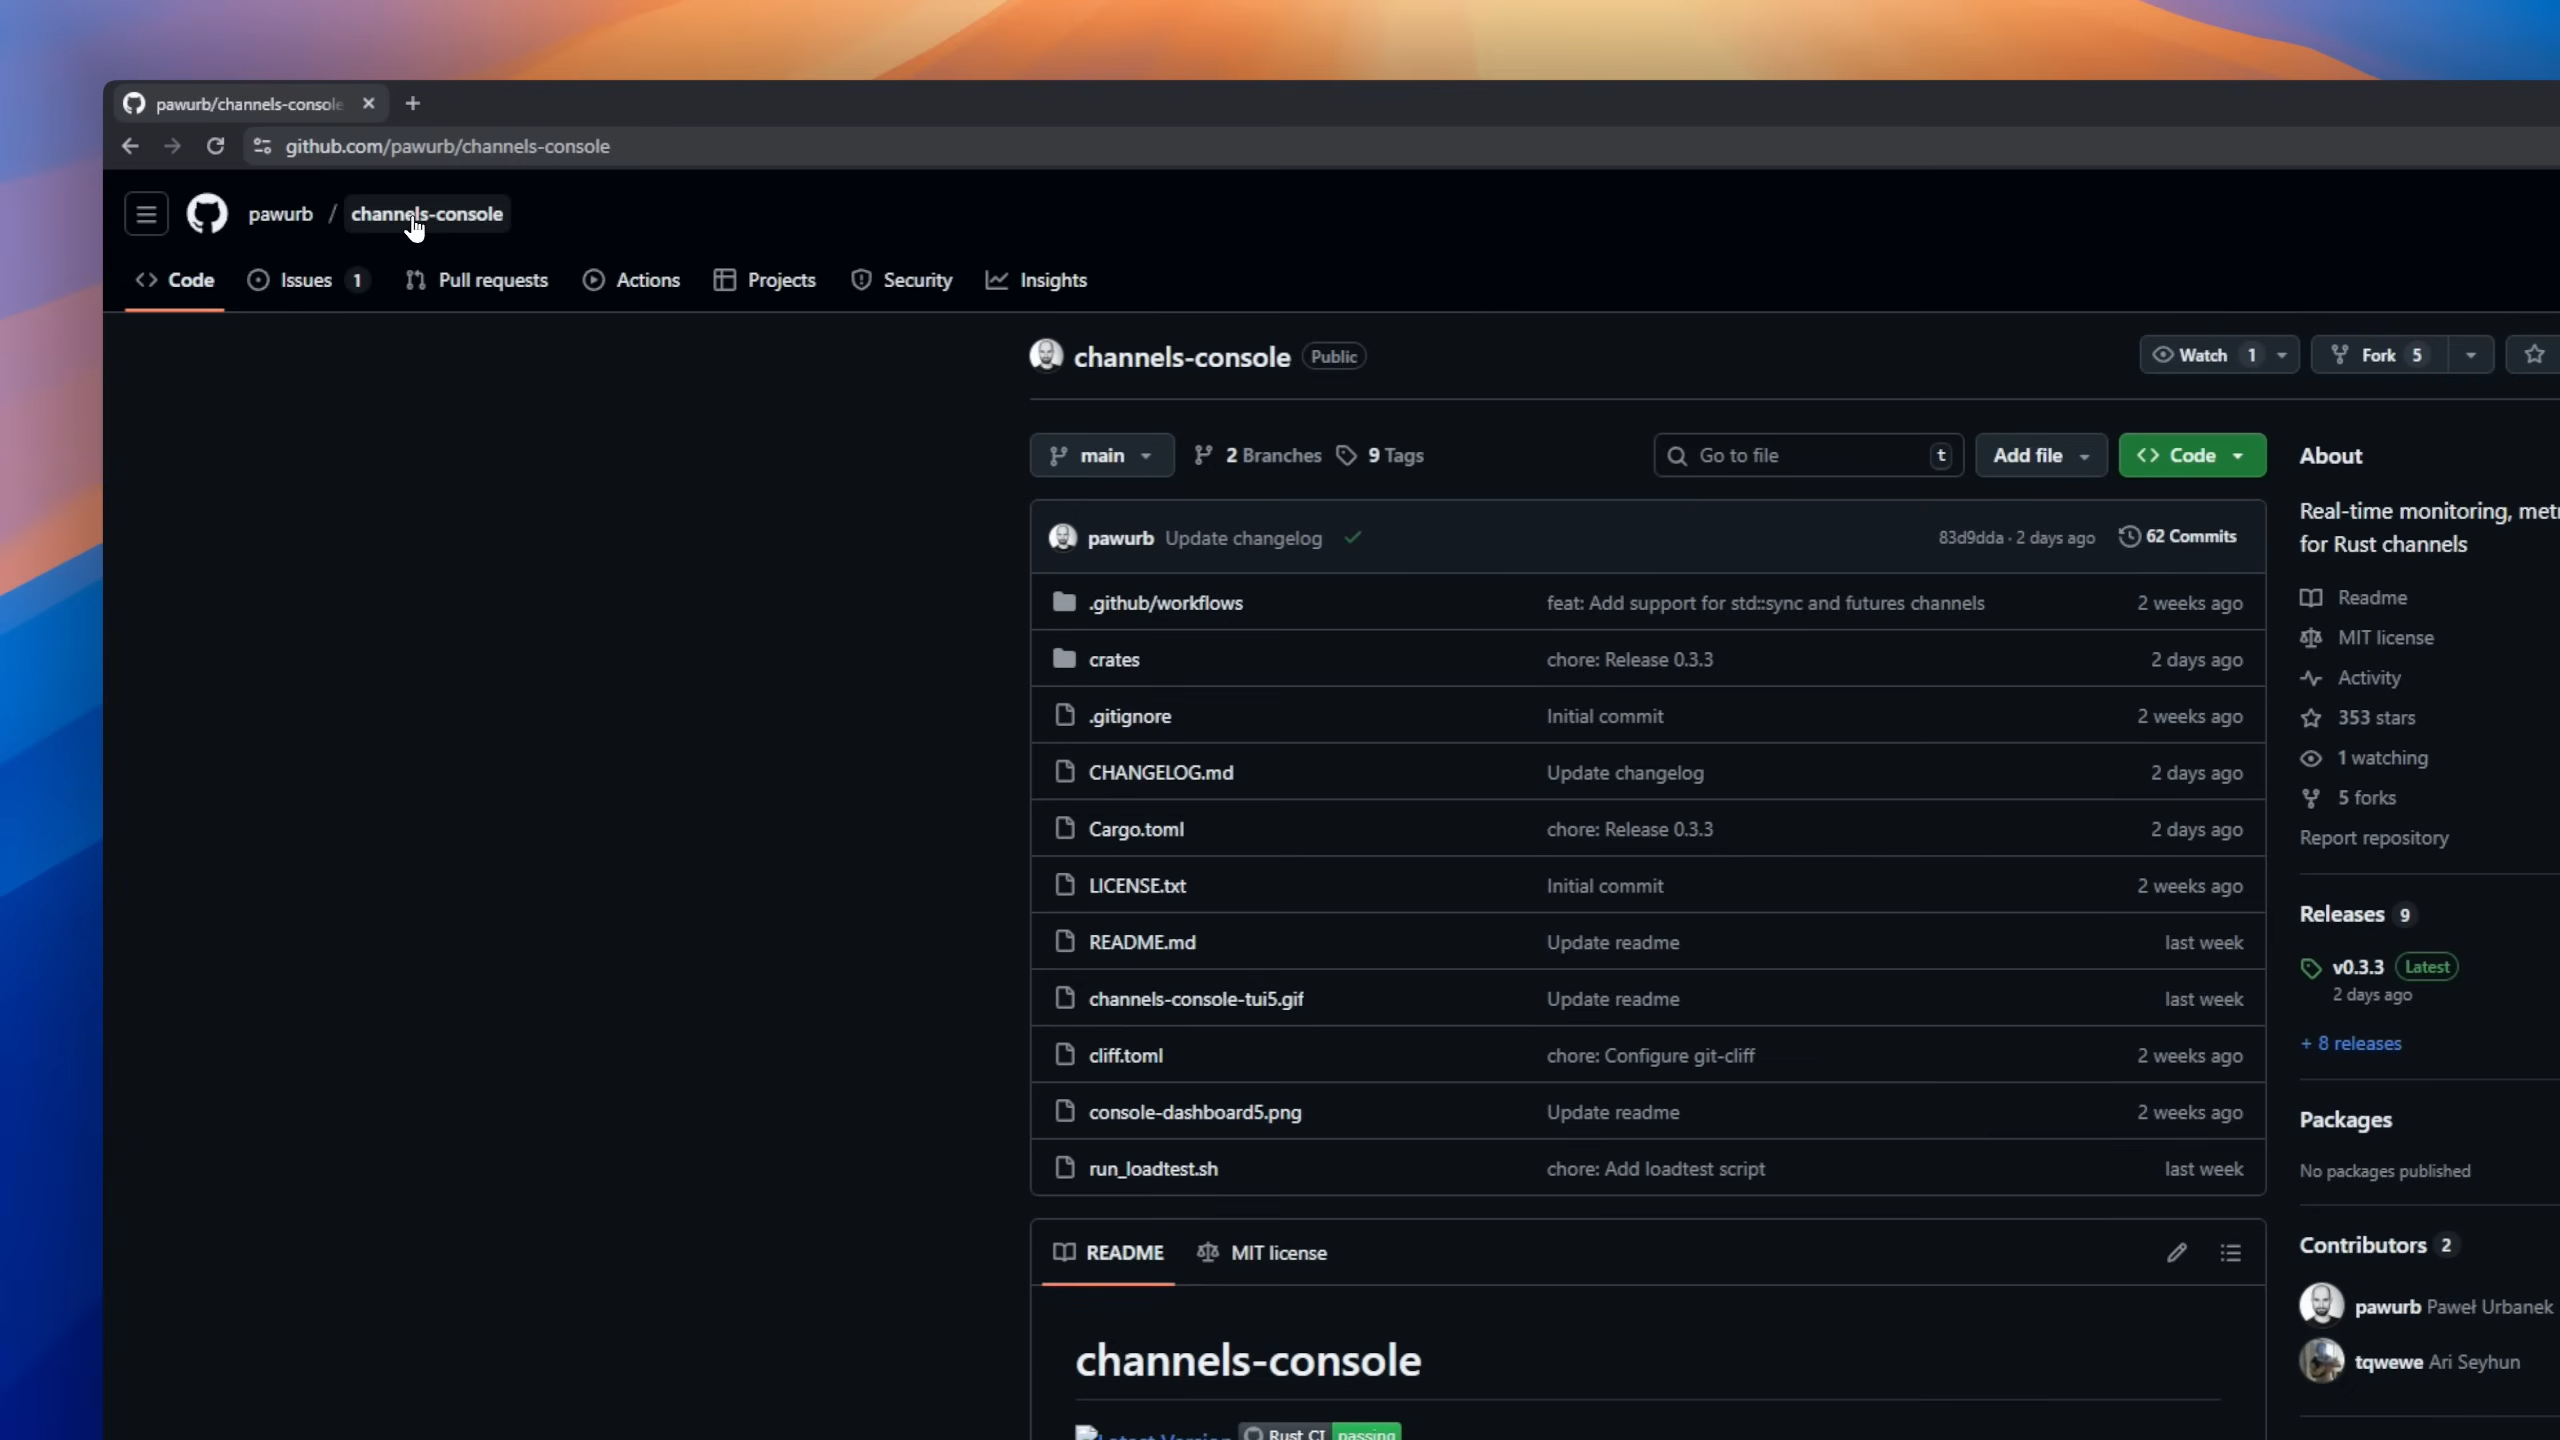 pawurb/channels-console
github.com/pawurb/channels-console
pawurb / channels-console
Code
Issues 1
Pull requests
Actions
Projects
Security
Insights
channels-console Public
Watch 1
Fork 5
main
2 Branches
9 Tags
Go to file t
Add file
Code
About
Real-time monitoring,
for Rust channels
pawurb Update changelog
83d9dda · 2 days ago
62 Commits
.github/workflows feat: Add support for std::sync and futures channels 2 weeks ago
crates chore: Release 0.3.3 2 days ago
.gitignore Initial commit 2 weeks ago
CHANGELOG.md Update changelog 2 days ago
Cargo.toml chore: Release 0.3.3 2 days ago
LICENSE.txt Initial commit 2 weeks ago
README.md Update readme last week
channels-console-tui5.gif Update readme last week
cliff.toml chore: Configure git-cliff 2 weeks ago
console-dashboard5.png Update readme 2 weeks ago
run_loadtest.sh chore: Add loadtest script last week
Readme
MIT license
Activity
353 stars
1 watching
5 forks
Report repository
Releases 9
v0.3.3 Latest
2 days ago
+ 8 releases
Packages
No packages published
Contributors 2
pawurb Paweł Urbanek
tqwewe Ari Seyhun
README
MIT license
channels-console
Latest Version
Rust CI passing